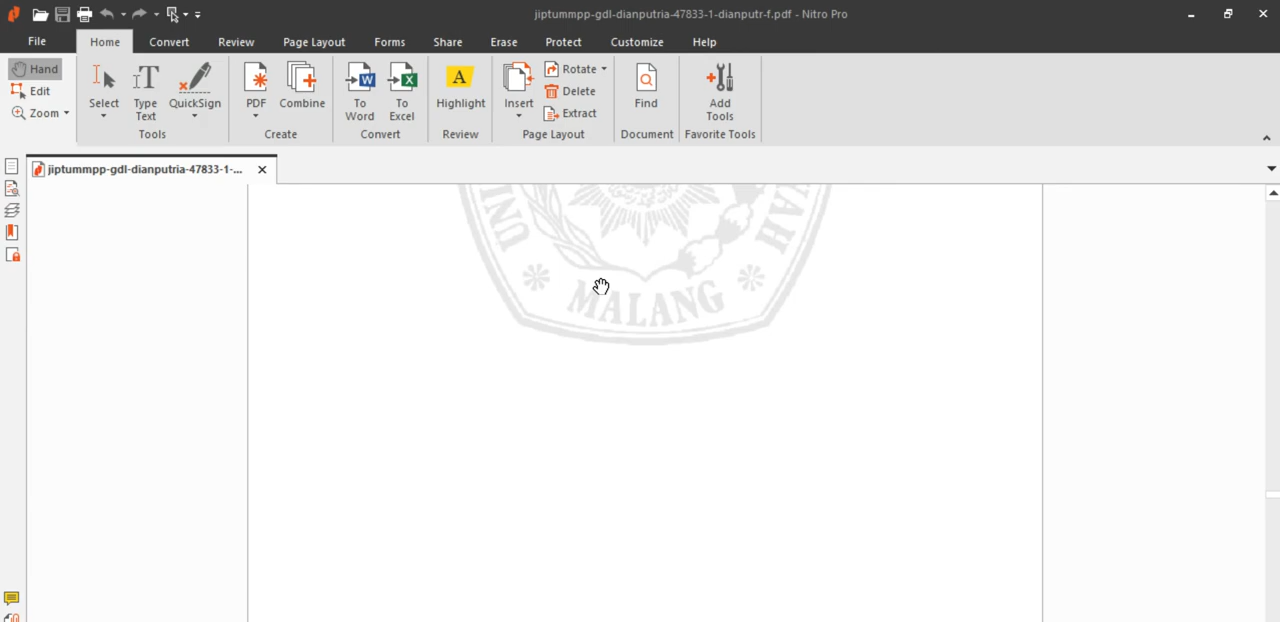 jiptummpp-gdl-dianputria-47833-1-dianputr-f.pdf - Nitro Pro
File Home Convert Review Page Layout Forms Share Erase Protect Customize Help
Hand
Edit
Zoom
Select
Type Text
QuickSign
Tools
PDF
Combine
Create
To Word
To Excel
Convert
A
Highlight
Review
Insert
Rotate
Delete
Extract
Page Layout
Find
Document
Add Tools
Favorite Tools
jiptummpp-gdl-dianputria-47833-1-...
UNI
YAH
MALANG